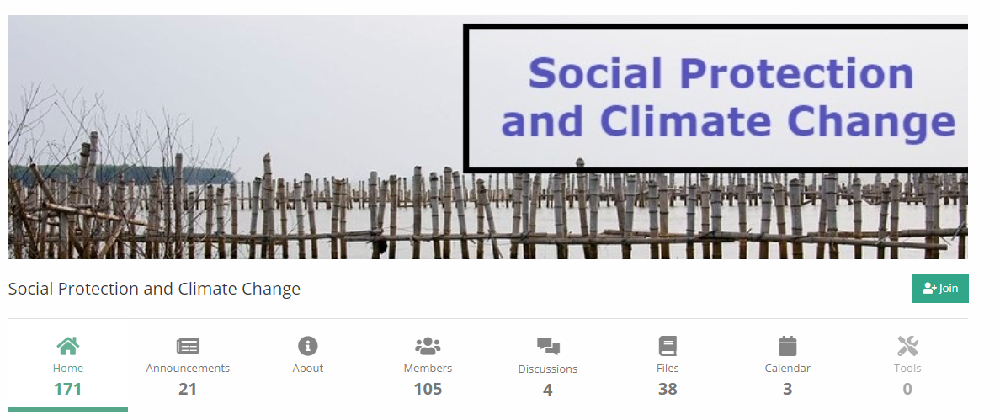 Social Protection
and Climate Change
Social Protection and Climate Change
Join
Home
Announcements
About
Members
Discussions
Files
Calendar
Tools
171
21
105
4
38
3
0